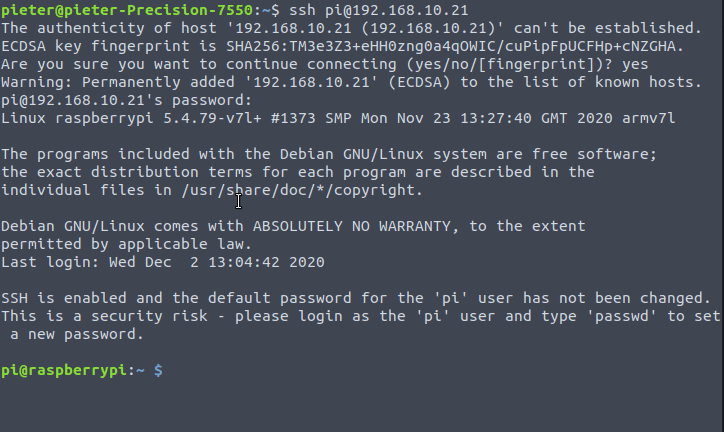 pieter@pieter-Precision-7550:~$ ssh pi@192.168.10.21
The authenticity of host '192.168.10.21 (192.168.10.21)' can't be established.
ECDSA key fingerprint is SHA256:TM3e3Z3+eHH0zng0a4qOWIC/cuPipFpUCFHp+cNZGHA.
Are you sure you want to continue connecting (yes/no/[fingerprint])? yes
Warning: Permanently added '192.168.10.21' (ECDSA) to the list of known hosts.
pi@192.168.10.21's password:
Linux raspberrypi 5.4.79-v7l+ #1373 SMP Mon Nov 23 13:27:40 GMT 2020 armv7l
The programs included with the Debian GNU/Linux system are free software;
the exact distribution terms for each program are described in the
individual files in /usr/share/doc/*/copyright.
Debian GNU/Linux comes with ABSOLUTELY NO WARRANTY, to the extent
permitted by applicable law.
Last login: Wed Dec  2 13:04:42 2020
SSH is enabled and the default password for the 'pi' user has not been changed.
This is a security risk - please login as the 'pi' user and type 'passwd' to set
 a new password.
pi@raspberrypi:~ $